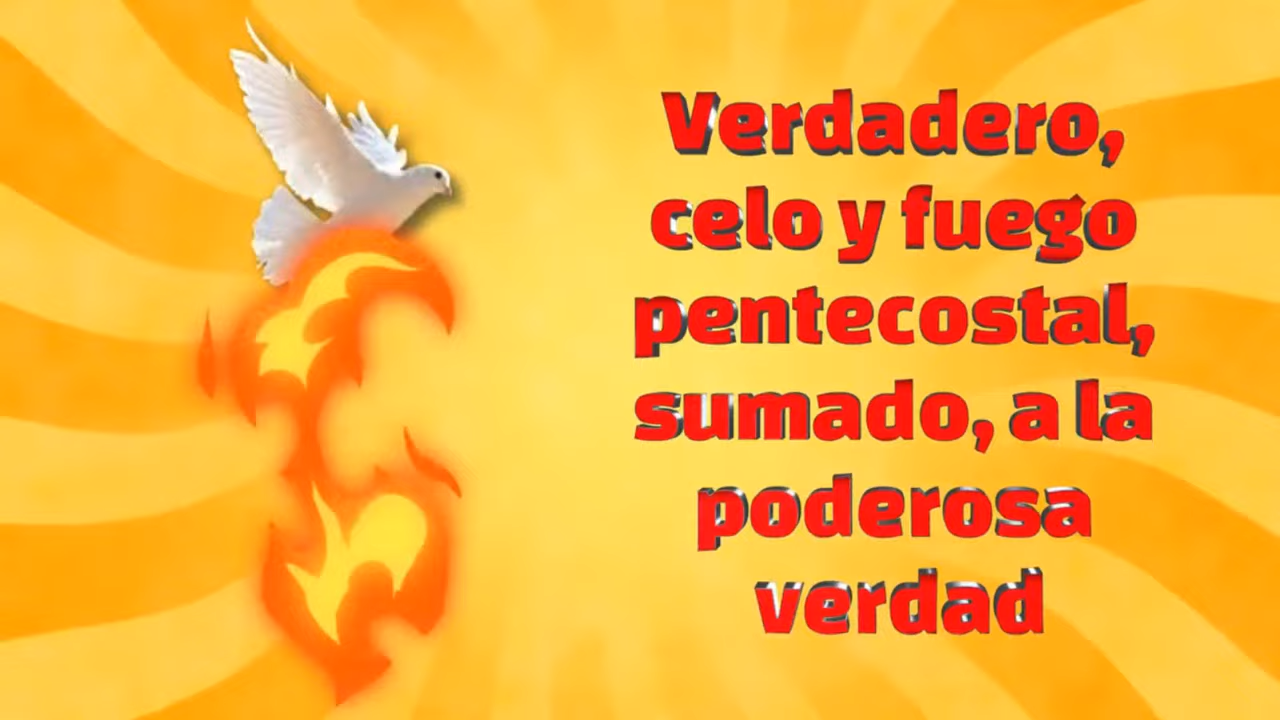 Verdadero,
celo y fuego
pentecostal,
sumado, a la
poderosa
verdad